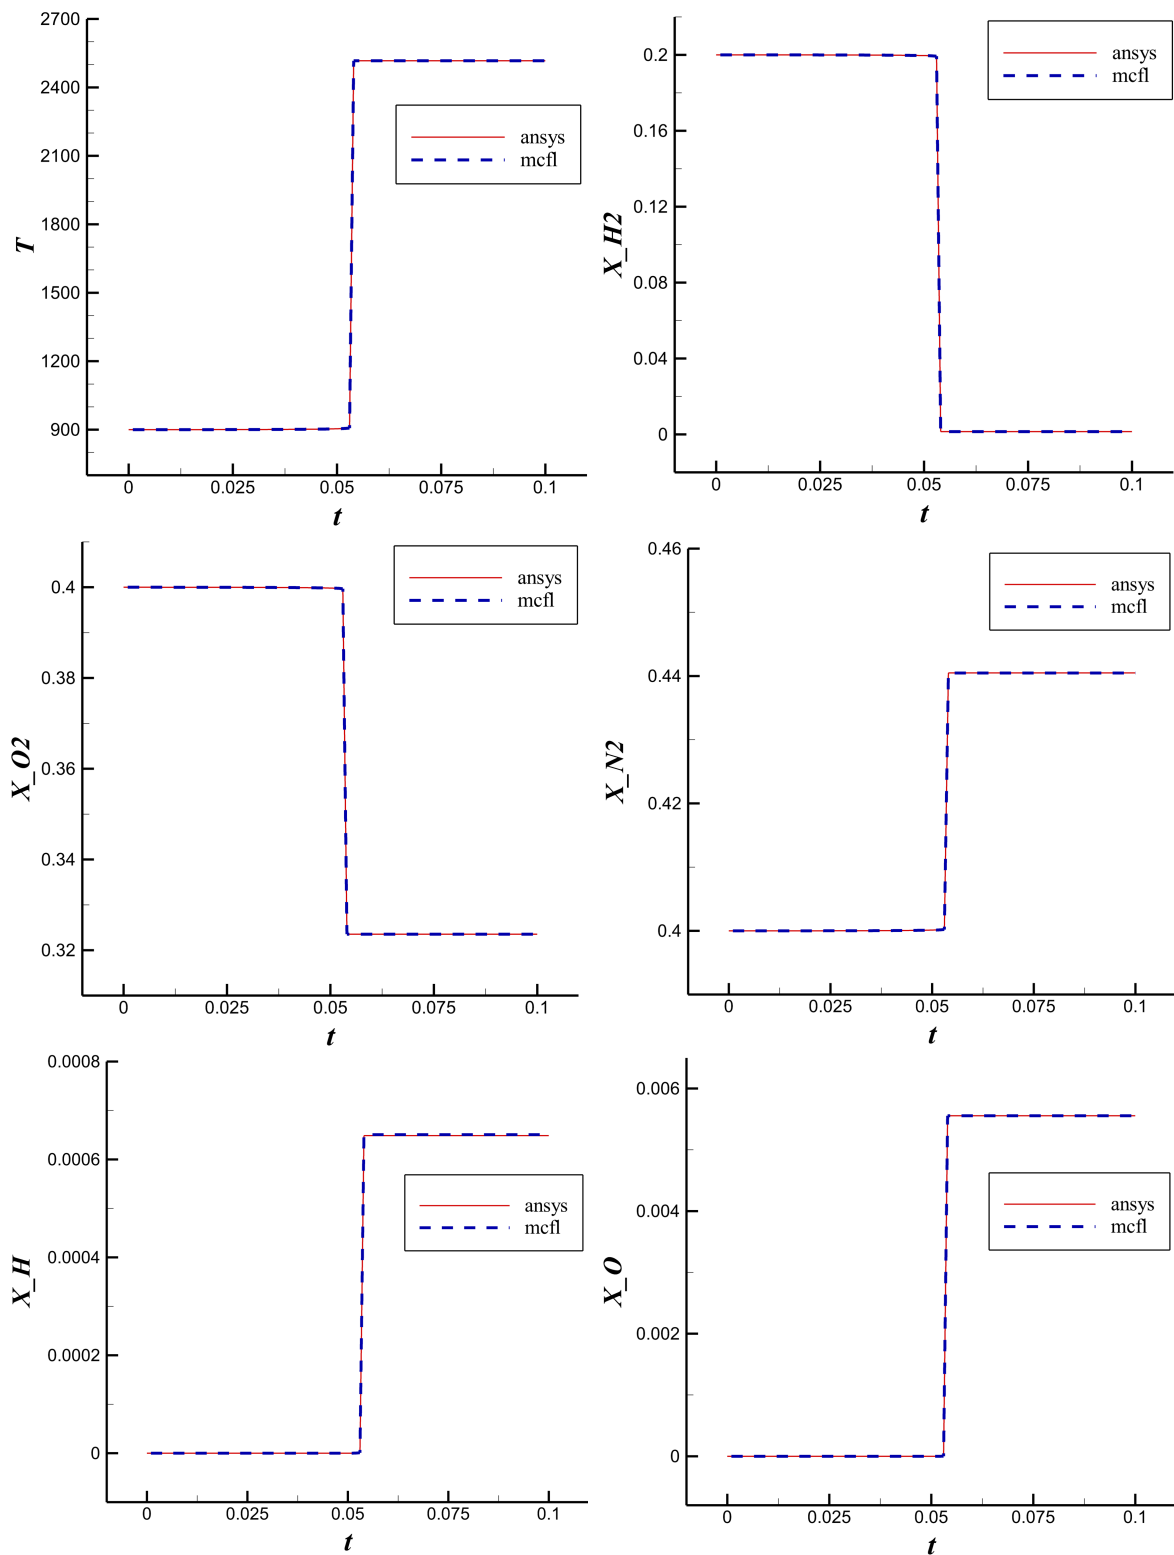 2700
2400
2100
1800
1500
1200
900
T
0 0.025 0.05 0.075 0.1
t
ansys
mcfl
0.2
0.16
0.12
0.08
0.04
0
X_H2
0 0.025 0.05 0.075 0.1
t
ansys
mcfl
0.4
0.38
0.36
0.34
0.32
X_O2
0 0.025 0.05 0.075 0.1
t
ansys
mcfl
0.46
0.44
0.42
0.4
X_N2
0 0.025 0.05 0.075 0.1
t
ansys
mcfl
0.0008
0.0006
0.0004
0.0002
0
X_H
0 0.025 0.05 0.075 0.1
t
ansys
mcfl
0.006
0.004
0.002
0
X_O
0 0.025 0.05 0.075 0.1
t
ansys
mcfl